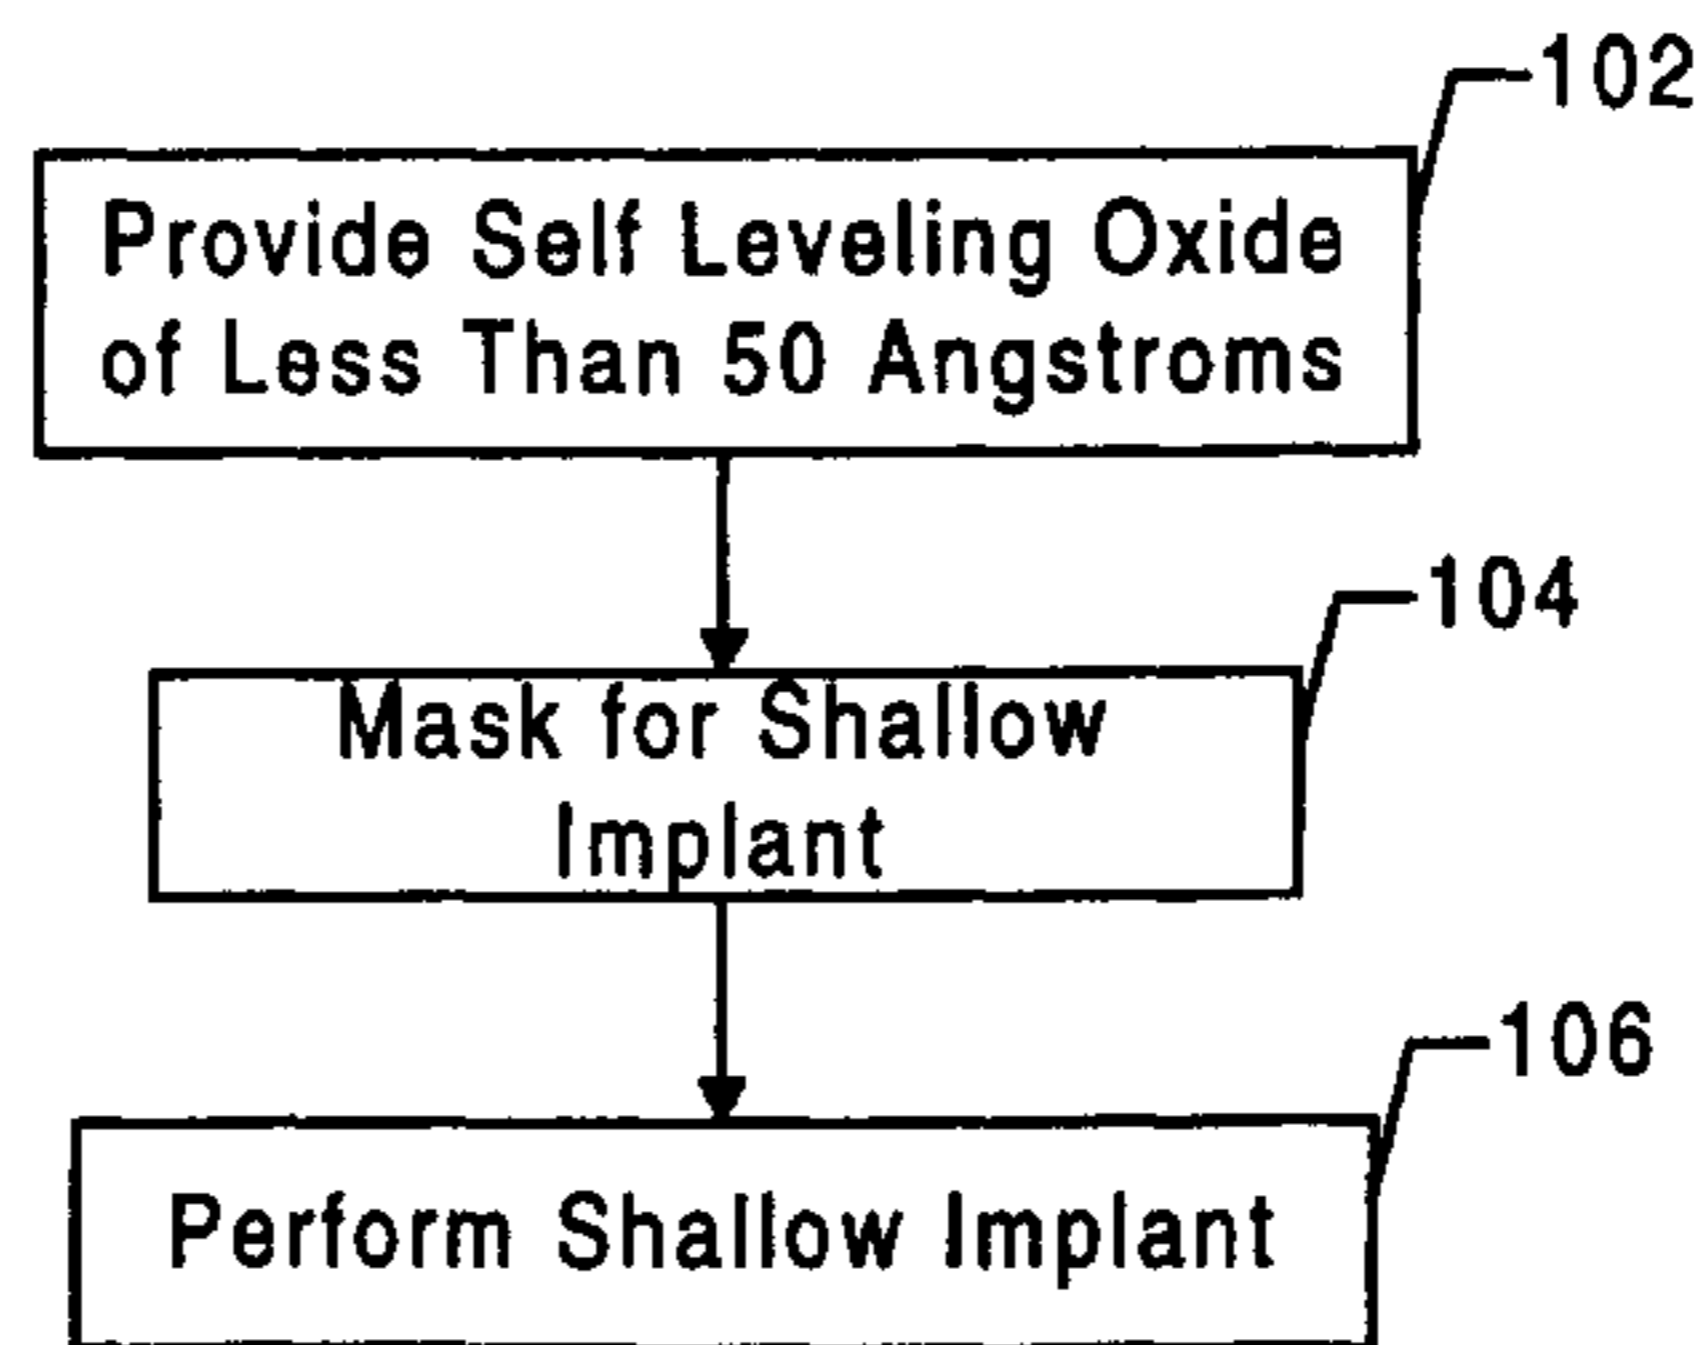 102
Provide Self Leveling Oxide
of Less Than 50 Angstroms
104
Mask for Shallow
Implant
106
Perform Shallow Implant